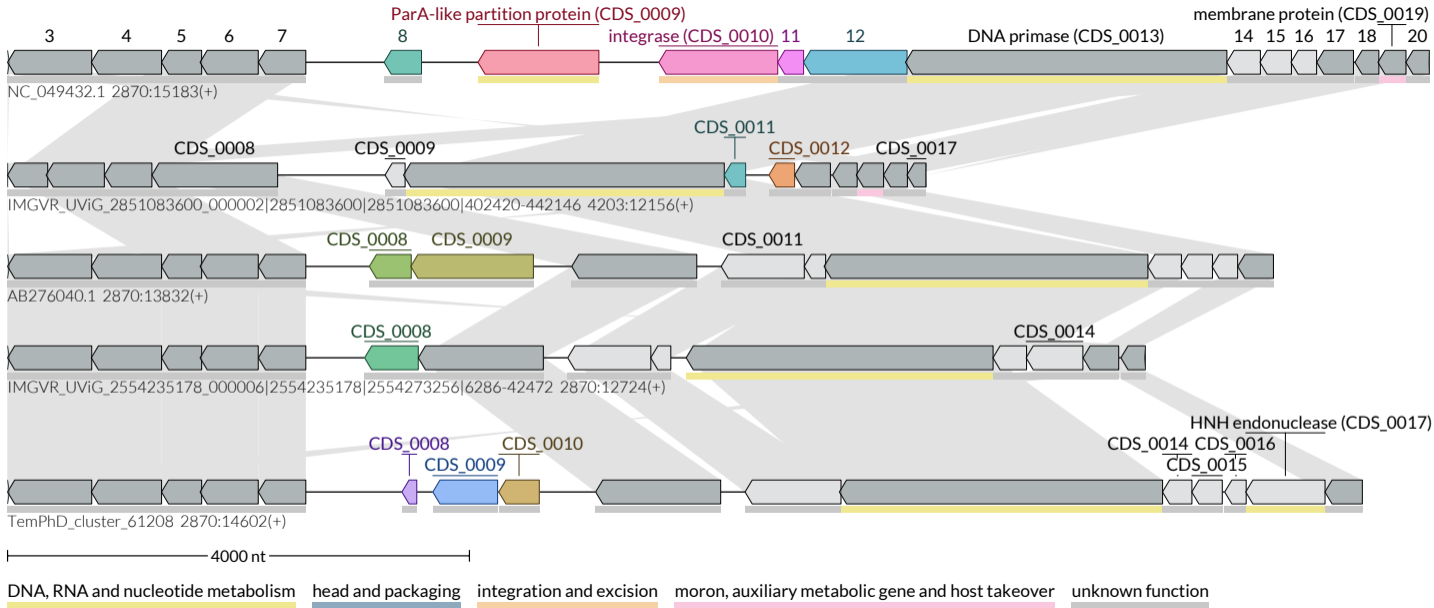 ParA-like partition protein (CDS_0009) membrane protein (CDS_0019)
3 4 5 6 7 8 integrase (CDS_0010) 11 12 DNA primase (CDS_0013) 14 15 16 17 18 20
NC_049432.1 2870:15183(+)
CDS_0011
CDS_0008 CDS_0009 CDS_0012 CDS_0017
IMGVR_UViG_2851083600_000002|2851083600|2851083600|402420-442146 4203:12156(+)
CDS_0008 CDS_0009 CDS_0011
AB276040.1 2870:13832(+)
CDS_0008 CDS_0014
IMGVR_UViG_2554235178_000006|2554235178|2554273256|6286-42472 2870:12724(+)
HNH endonuclease (CDS_0017)
CDS_0008 CDS_0010 CDS_0014 CDS_0016
CDS_0009 CDS_0015
TemPhD_cluster_61208 2870:14602(+)
4000 nt
DNA, RNA and nucleotide metabolism head and packaging integration and excision moron, auxiliary metabolic gene and host takeover unknown function